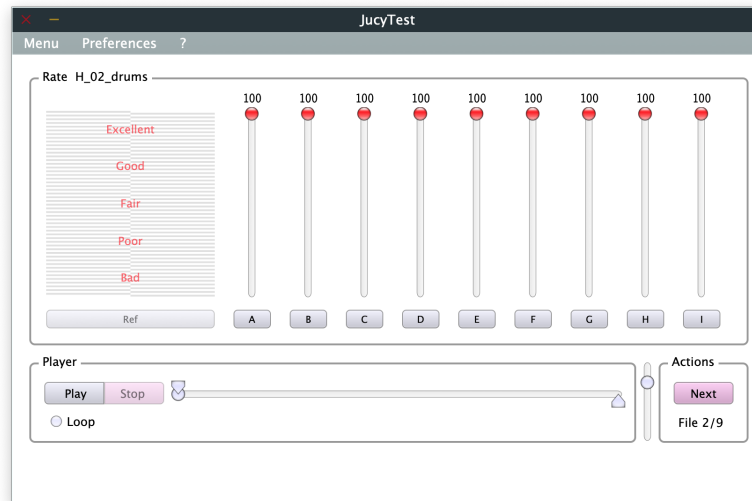 JucyTest
Menu Preferences ?
Rate H_02_drums
100 100 100 100 100 100 100 100 100
Excellent
Good
Fair
Poor
Bad
Ref A B C D E F G H I
Player
Actions
Play Stop
Next
Loop
File 2/9